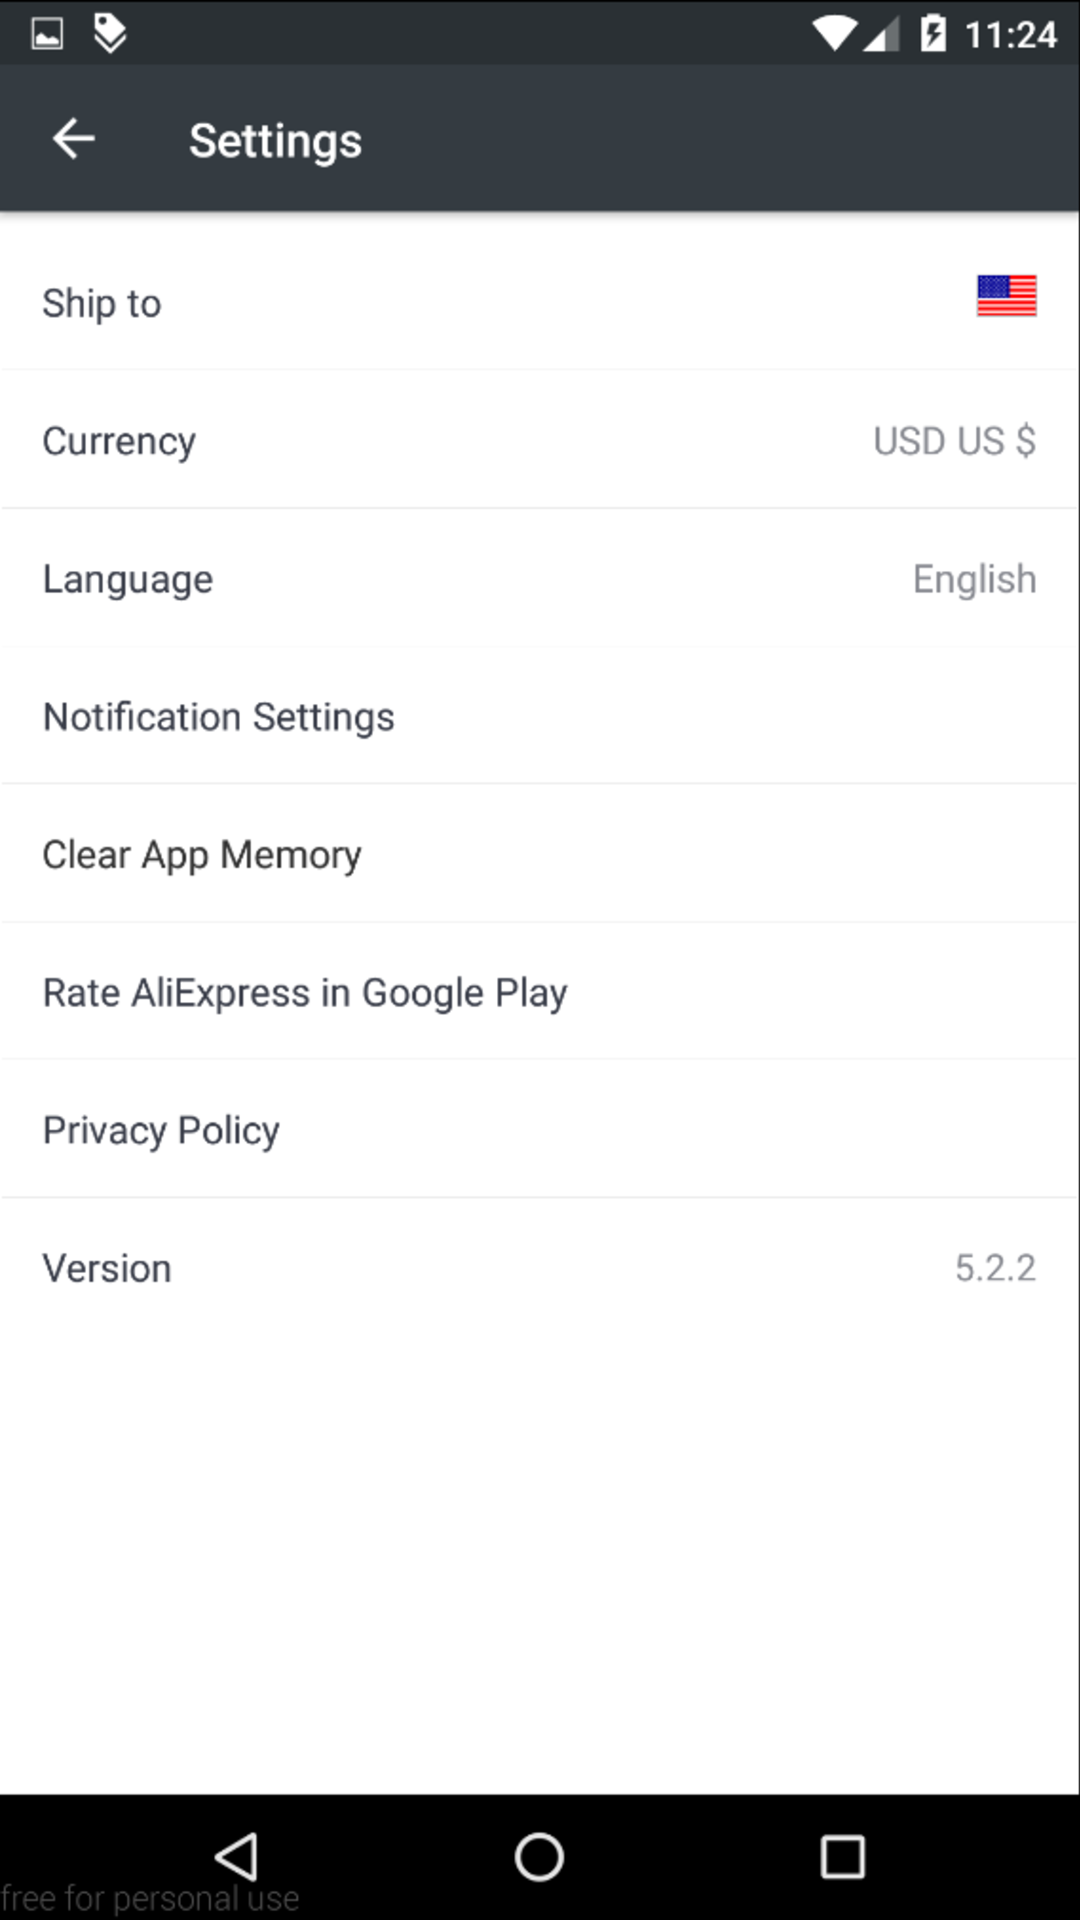 11:24
Settings
Ship to
Currency USD US $
Language English
Notification Settings
Clear App Memory
Rate AliExpress in Google Play
Privacy Policy
Version 5.2.2
free for personal use